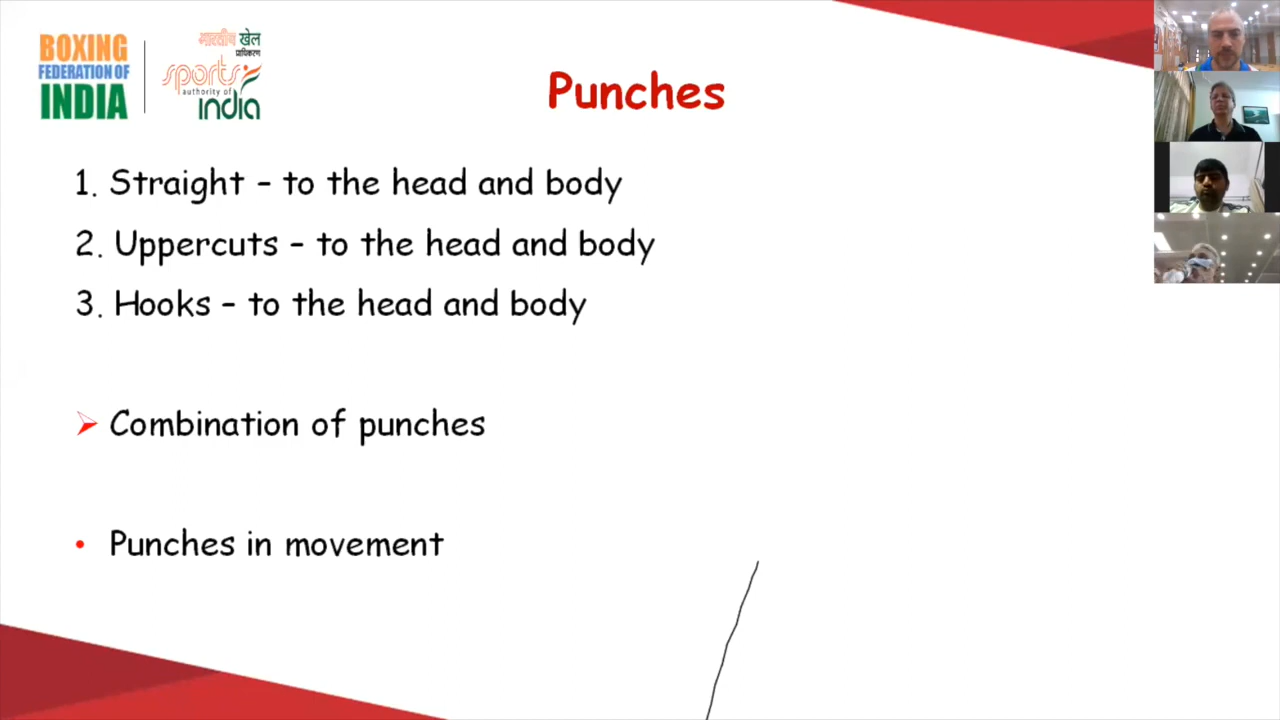 BOXING
FEDERATION OF
INDIA
भारतीय खेल
प्राधिकरण
sports
authority of
india
Punches
1. Straight – to the head and body
2. Uppercuts – to the head and body
3. Hooks – to the head and body
➢ Combination of punches
• Punches in movement